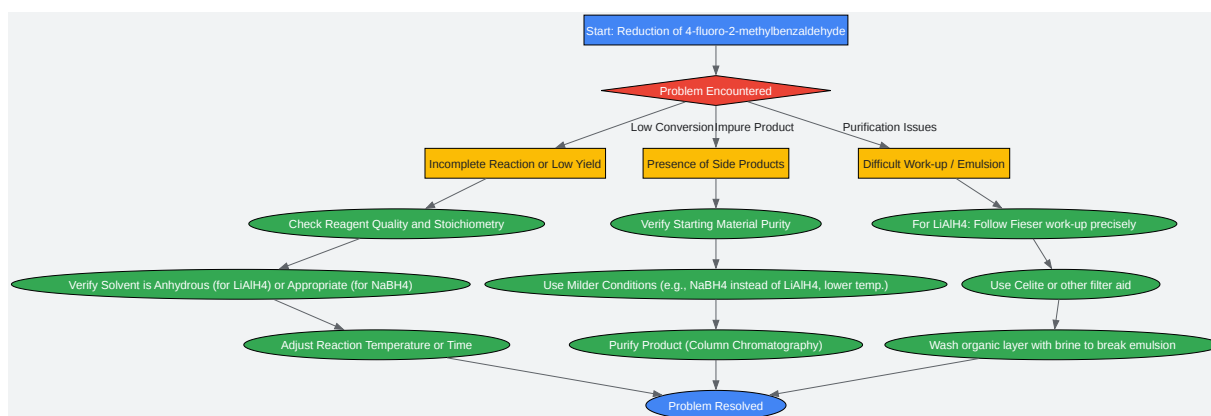 Start: Reduction of 4-fluoro-2-methylbenzaldehyde
Problem Encountered
Low Conversion
Impure Product
Purification Issues
Incomplete Reaction or Low Yield
Presence of Side Products
Difficult Work-up / Emulsion
Check Reagent Quality and Stoichiometry
Verify Starting Material Purity
For LiAlH4: Follow Fieser work-up precisely
Verify Solvent is Anhydrous (for LiAlH4) or Appropriate (for NaBH4)
Use Milder Conditions (e.g., NaBH4 instead of LiAlH4, lower temp.)
Use Celite or other filter aid
Adjust Reaction Temperature or Time
Purify Product (Column Chromatography)
Wash organic layer with brine to break emulsion
Problem Resolved